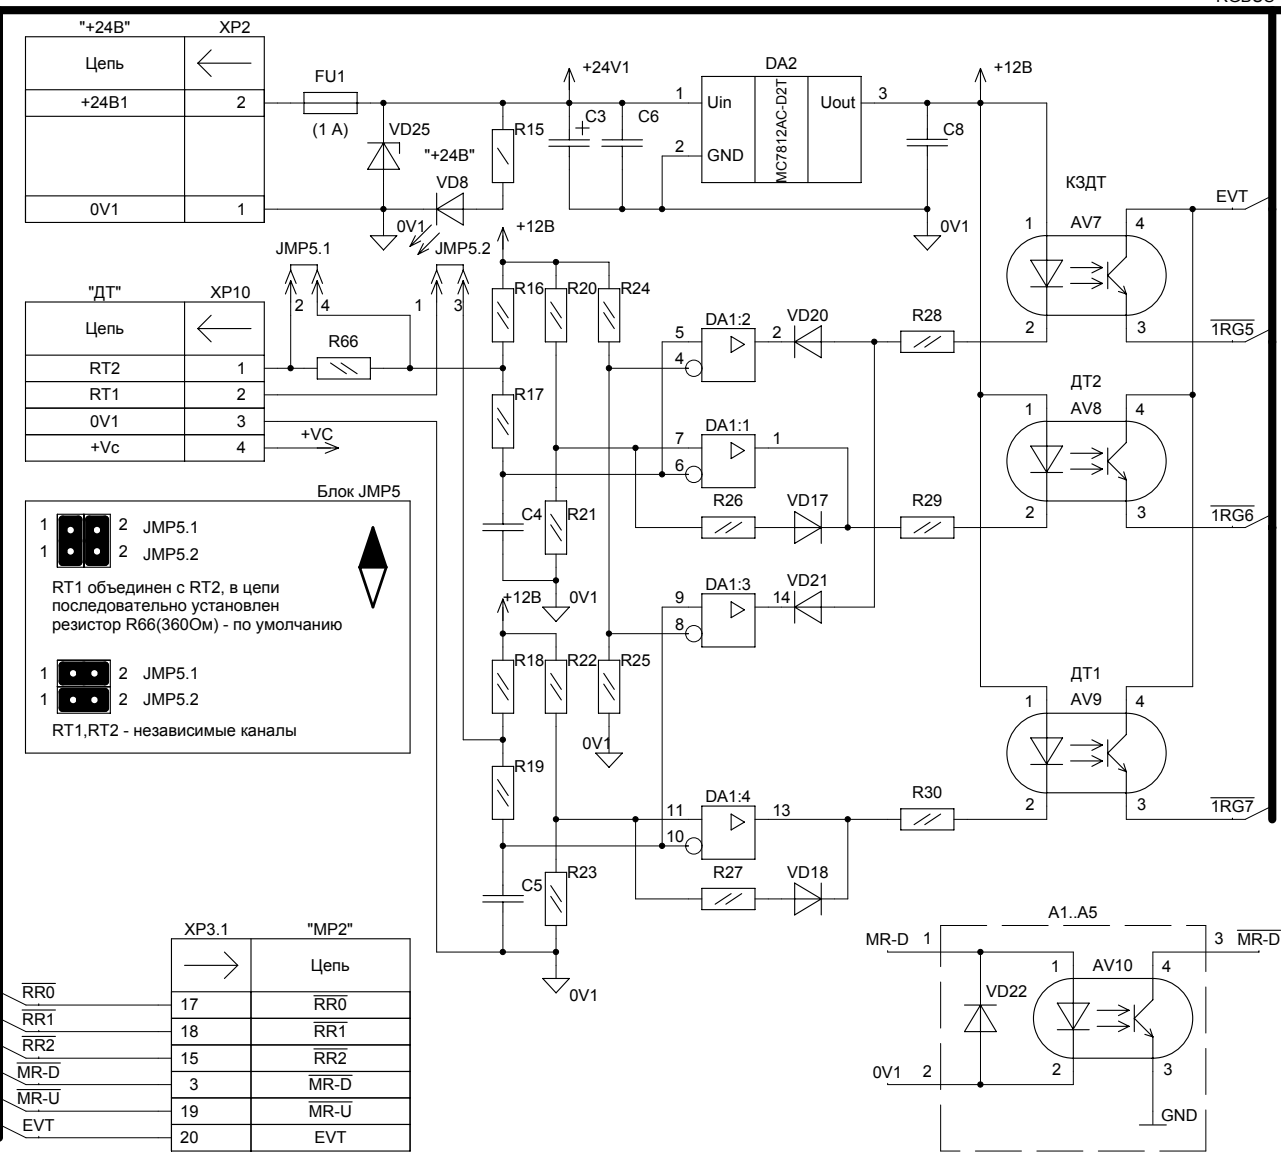 "+24В" XP2
Цепь
+24В1 2
0V1 1
FU1
(1 А)
VD25
"+24В"
VD8
0V1
R15
+24V1
C3
+
C6
DA2
1 Uin Uout 3
2 GND
MC7812AC-D2T
C8
0V1
+12В
КЗДТ
AV7
1 4
2 3
EVT
1RG5
JMP5.1
2 4
JMP5.2
1 3
+12В
"ДТ" XP10
Цепь
RT2 1
RT1 2
0V1 3
+Vc 4
+VC
R66
R16 R20 R24
R17
DA1:2
5 2
4
VD20
R28
ДТ2
AV8
1 4
2 3
1RG6
DA1:1
7 1
6
R26
VD17
R29
C4
R21
Блок JMP5
1 2 JMP5.1
1 2 JMP5.2
RT1 объединен с RT2, в цепи
последовательно установлен
резистор R66(360Ом) - по умолчанию
1 2 JMP5.1
1 2 JMP5.2
RT1,RT2 - независимые каналы
+12В
0V1
DA1:3
9 14
8
VD21
R18 R22 R25
0V1
R19
ДТ1
AV9
1 4
2 3
1RG7
DA1:4
11 13
10
R30
R27
VD18
C5
R23
0V1
XP3.1 "МР2"
Цепь
RR0 17 RR0
RR1 18 RR1
RR2 15 RR2
MR-D 3 MR-D
MR-U 19 MR-U
EVT 20 EVT
A1..A5
MR-D 1
3 MR-D
1 AV10 4
VD22
0V1 2
2 3
GND